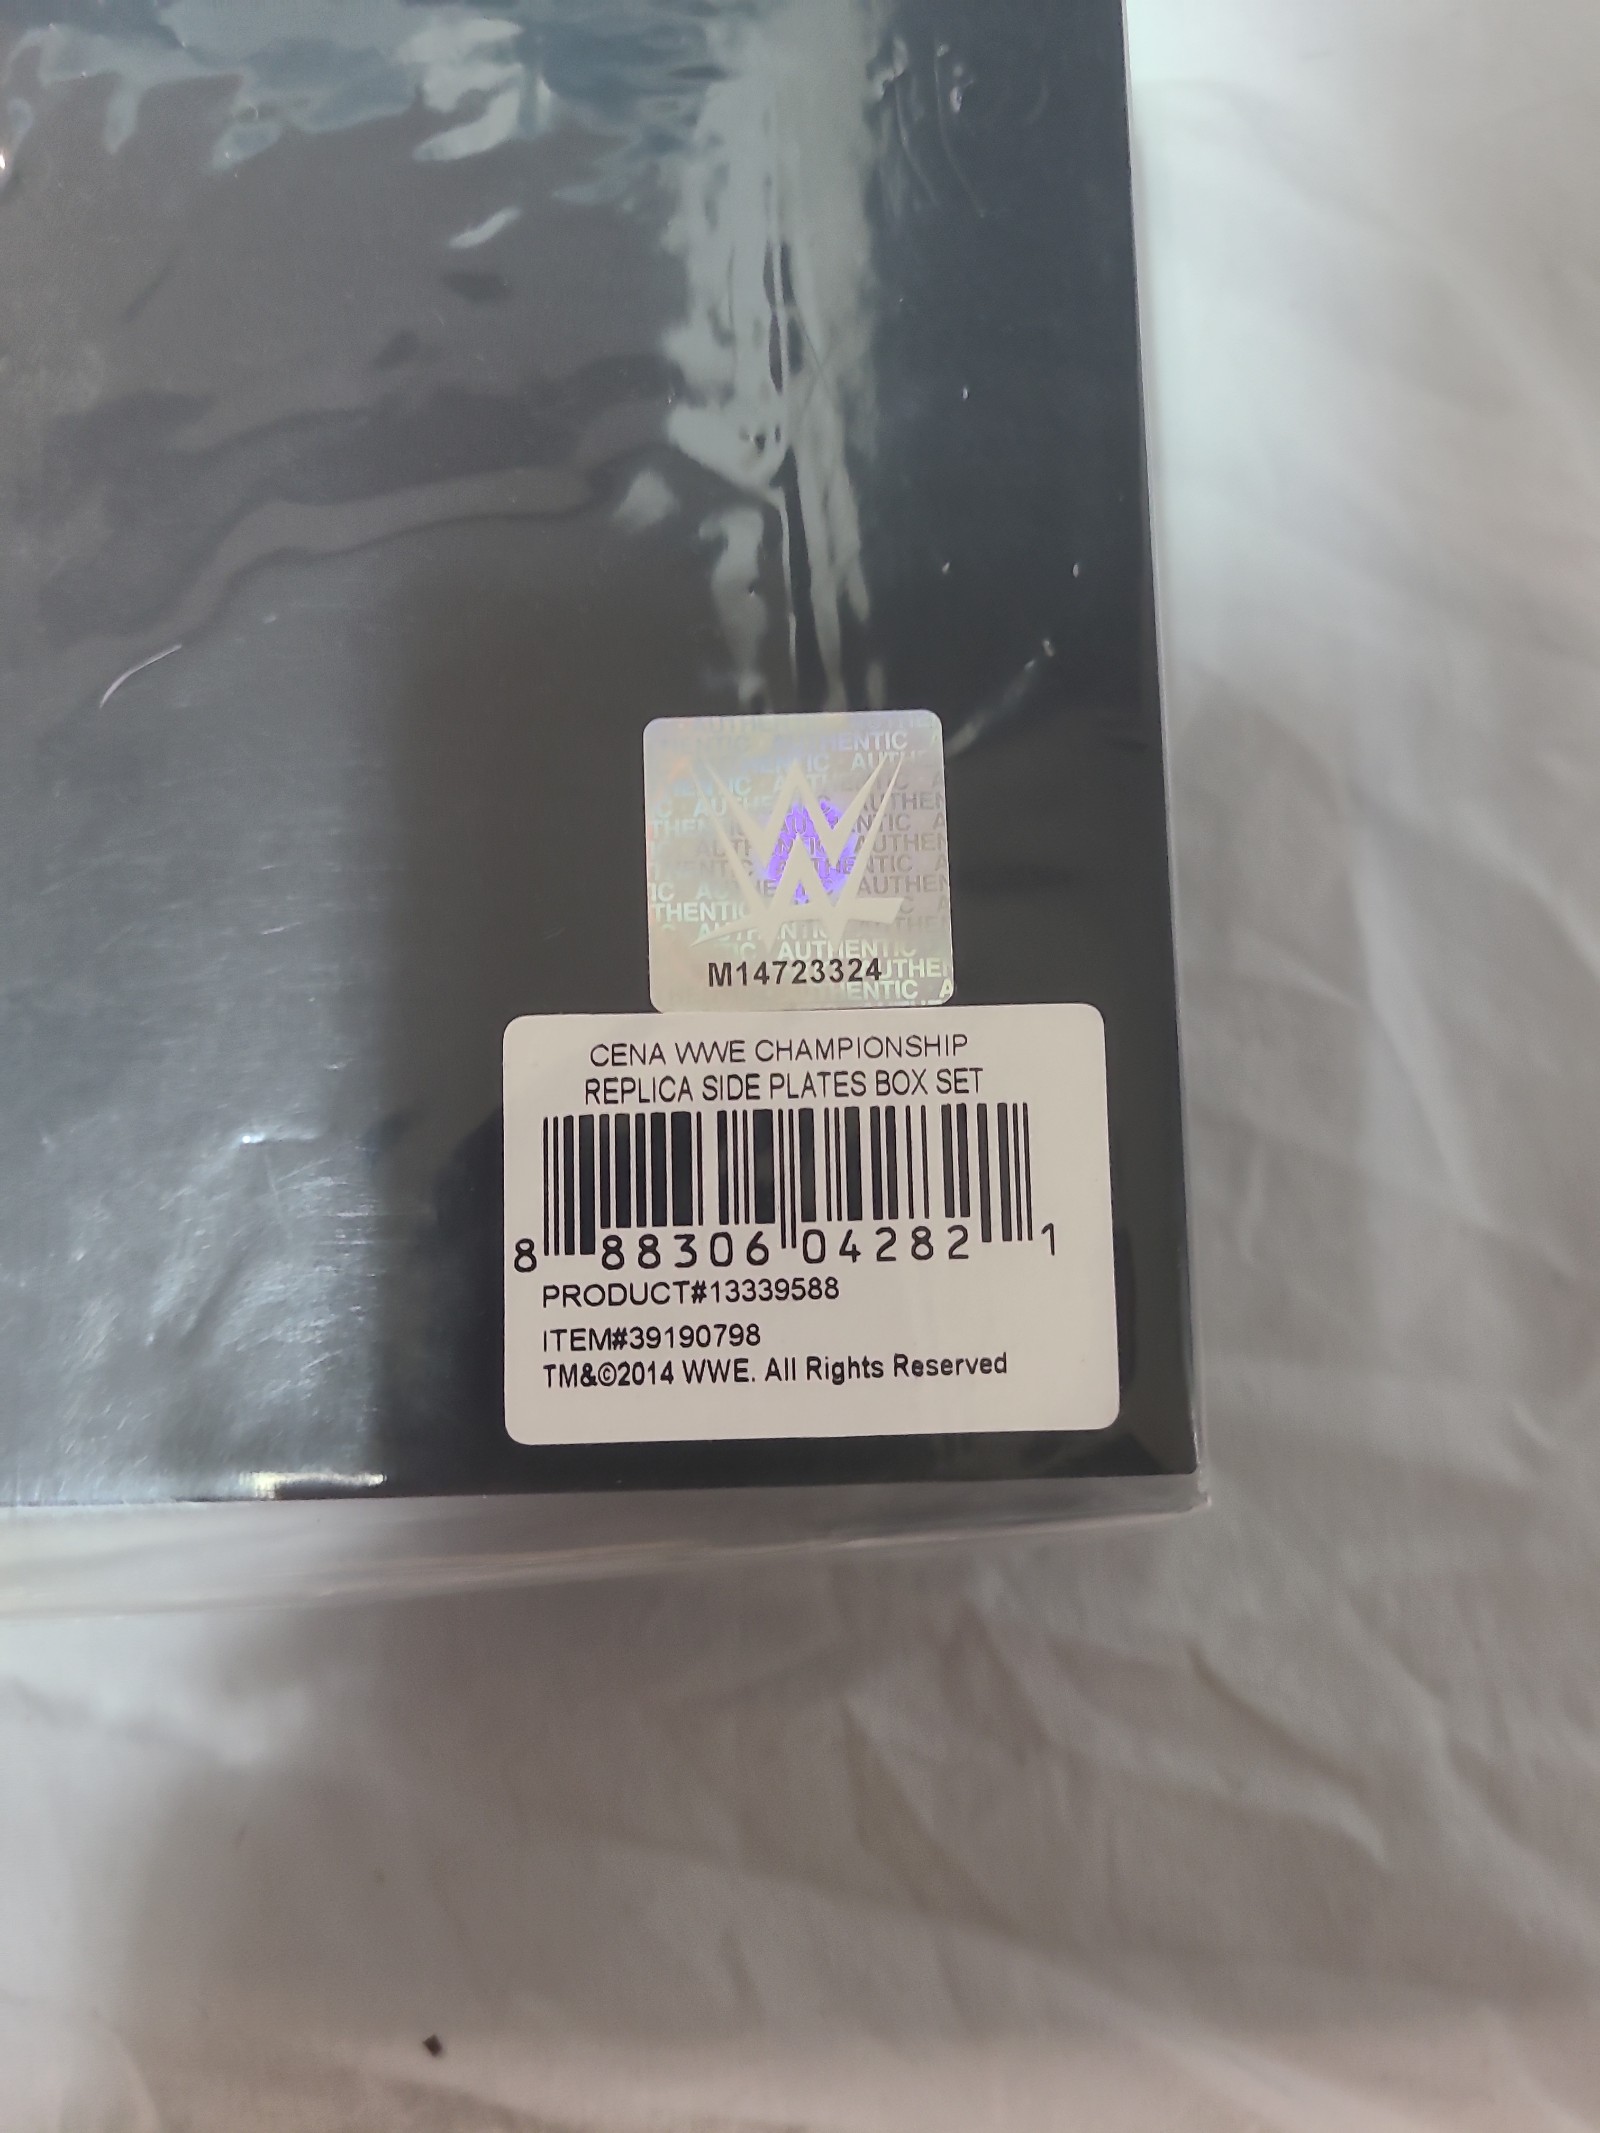 M14723324
CENA WWE CHAMPIONSHIP
REPLICA SIDE PLATES BOX SET
8 88306 04282 1
PRODUCT#13339588
ITEM#39190798
TM&©2014 WWE. All Rights Reserved